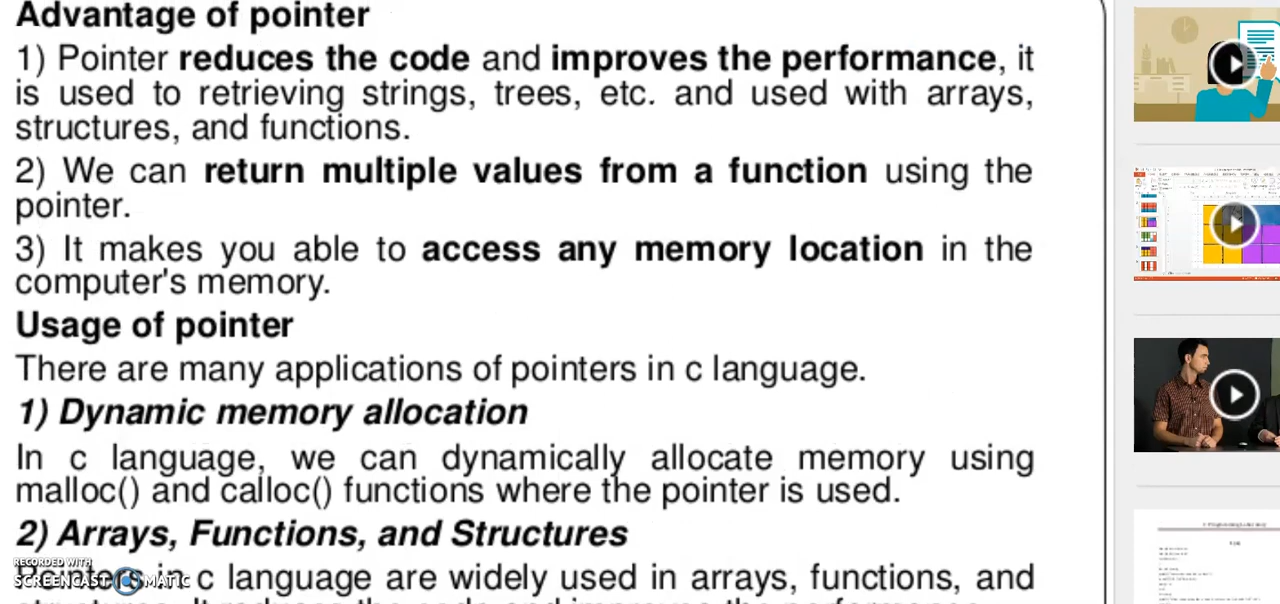 Advantage of pointer
1) Pointer reduces the code and improves the performance, it
is used to retrieving strings, trees, etc. and used with arrays,
structures, and functions.
2) We can return multiple values from a function using the
pointer.
3) It makes you able to access any memory location in the
computer's memory.
Usage of pointer
There are many applications of pointers in c language.
1) Dynamic memory allocation
In c language, we can dynamically allocate memory using
malloc() and calloc() functions where the pointer is used.
2) Arrays, Functions, and Structures
Pointers in c language are widely used in arrays, functions, and
RECORDED WITH
SCREENCAST MATIC